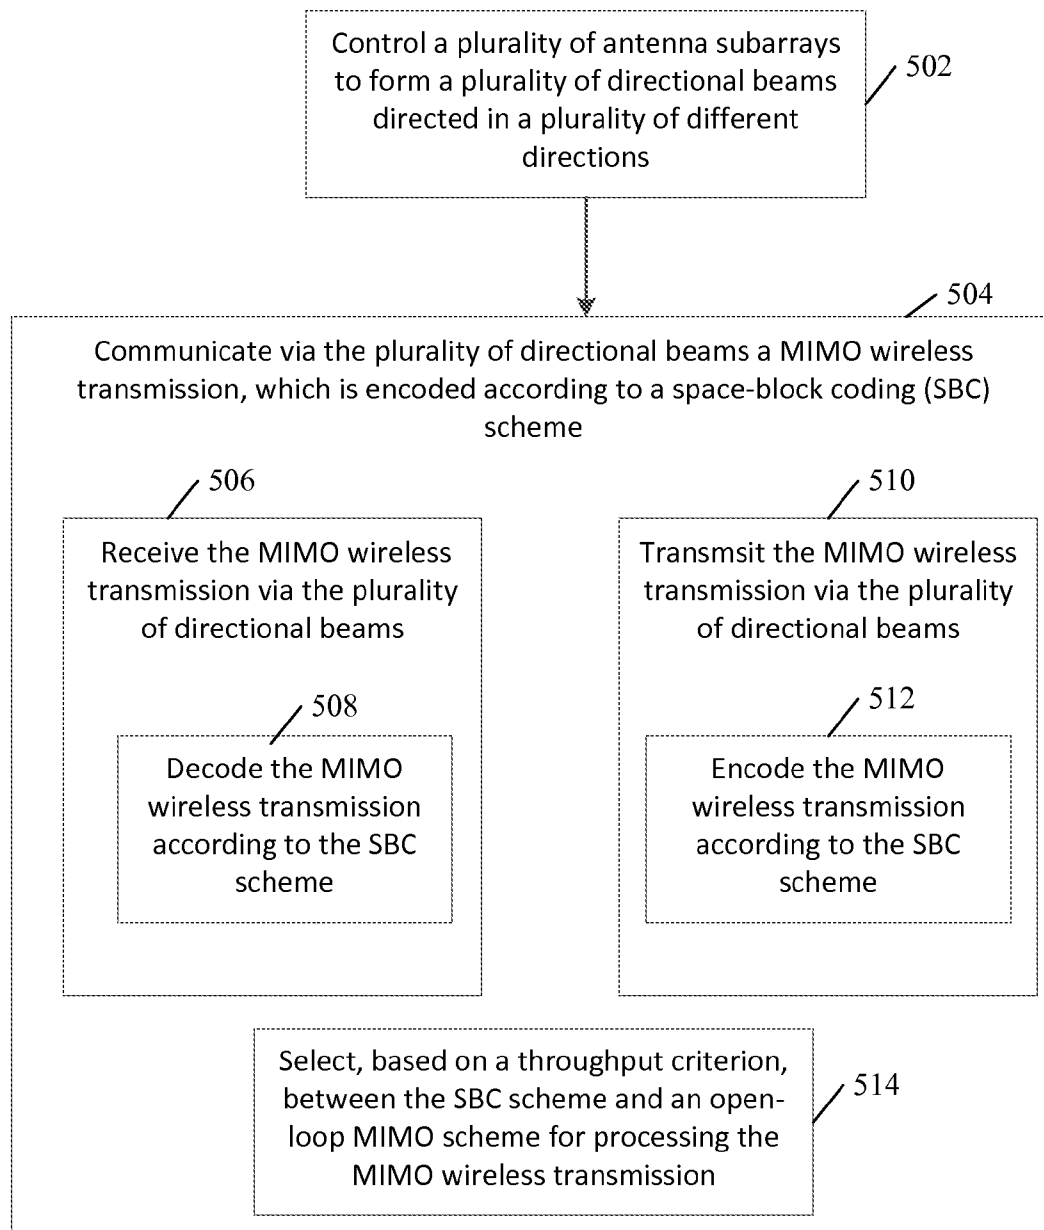 Control a plurality of antenna subarrays
to form a plurality of directional beams
directed in a plurality of different
directions
502
504
Communicate via the plurality of directional beams a MIMO wireless
transmission, which is encoded according to a space-block coding (SBC)
scheme
506
Receive the MIMO wireless
transmission via the plurality
of directional beams
508
Decode the MIMO
wireless transmission
according to the SBC
scheme
510
Transmsit the MIMO wireless
transmission via the plurality
of directional beams
512
Encode the MIMO
wireless transmission
according to the SBC
scheme
Select, based on a throughput criterion,
between the SBC scheme and an open-
loop MIMO scheme for processing the
MIMO wireless transmission
514